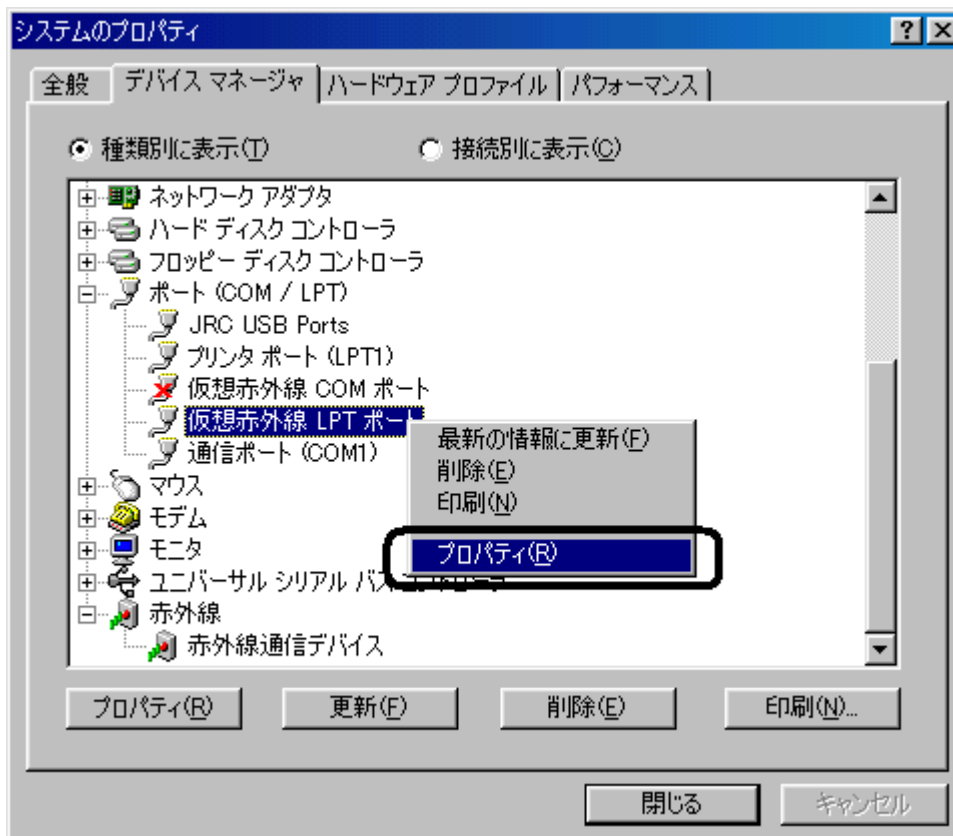 システムのプロパティ
全般 デバイス マネージャ ハードウェア プロファイル パフォーマンス
種類別に表示(T) 接続別に表示(C)
ネットワーク アダプタ
ハード ディスク コントローラ
フロッピー ディスク コントローラ
ポート (COM / LPT)
JRC USB Ports
プリンタ ポート (LPT1)
仮想赤外線 COM ポート
仮想赤外線 LPT ポート
通信ポート (COM1)
マウス
モデム
モニタ
ユニバーサル シリアル バス
赤外線
赤外線通信デバイス
最新の情報に更新(F)
削除(E)
印刷(N)
プロパティ(R)
プロパティ(R) 更新(F) 削除(E) 印刷(N)...
閉じる キャンセル